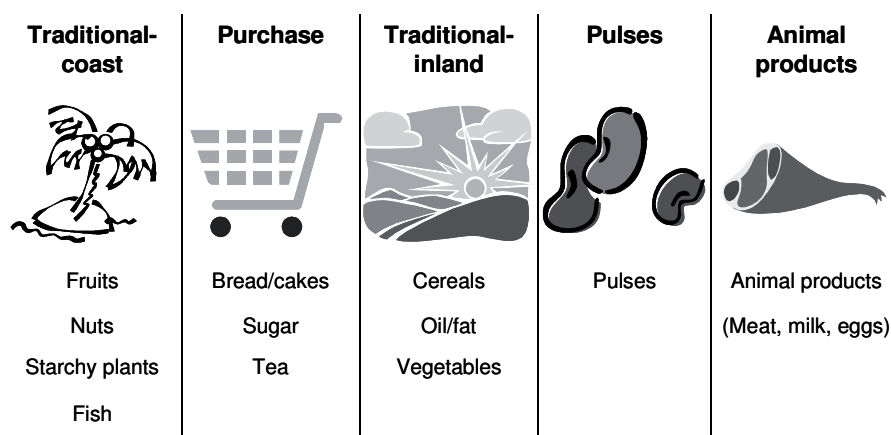 Traditional-
coast
Purchase
Traditional-
inland
Pulses
Animal
products
Fruits
Nuts
Starchy plants
Fish
Bread/cakes
Sugar
Tea
Cereals
Oil/fat
Vegetables
Pulses
Animal products
(Meat, milk, eggs)